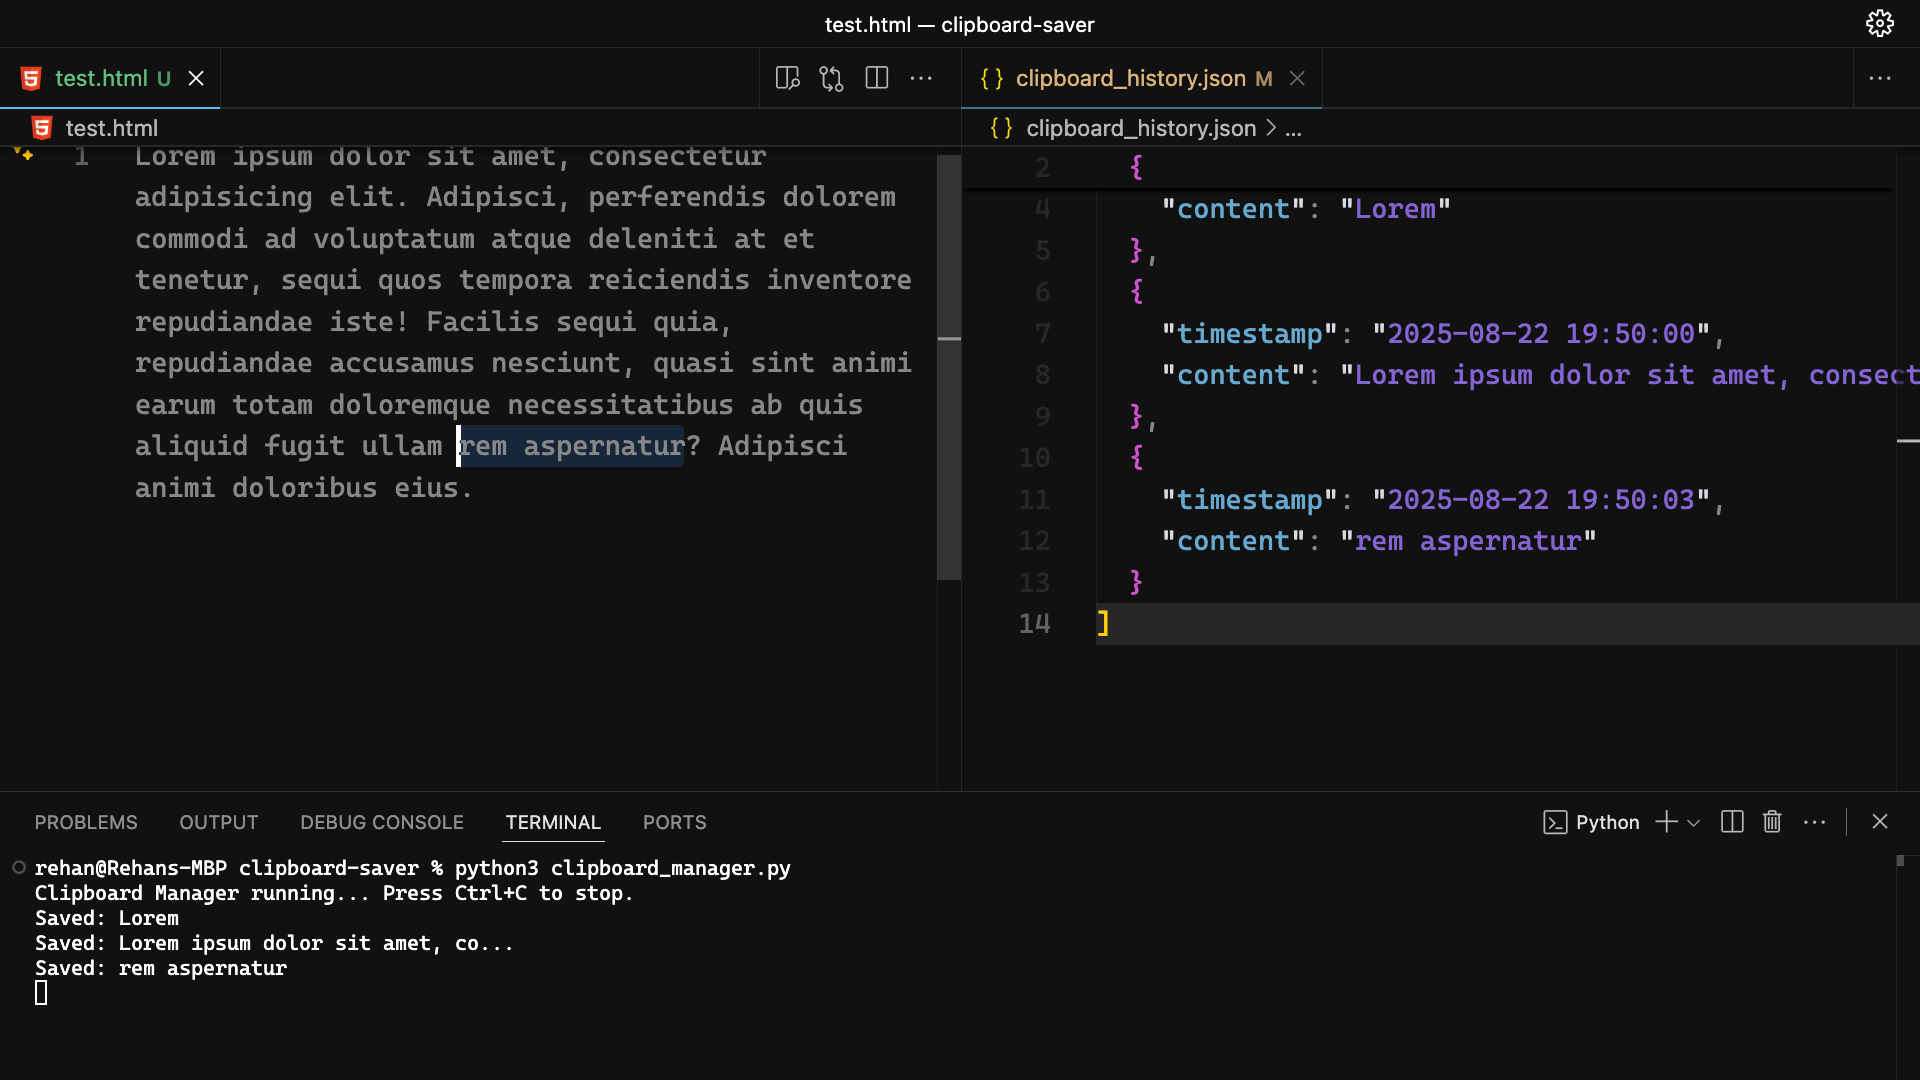 test.html — clipboard-saver
test.html U
{ } clipboard_history.json M
test.html
{ } clipboard_history.json > ...
1 Lorem ipsum dolor sit amet, consectetur
adipisicing elit. Adipisci, perferendis dolorem
commodi ad voluptatum atque deleniti at et
tenetur, sequi quos tempora reiciendis inventore
repudiandae iste! Facilis sequi quia,
repudiandae accusamus nesciunt, quasi sint animi
earum totam doloremque necessitatibus ab quis
aliquid fugit ullam rem aspernatur? Adipisci
animi doloribus eius.
2 {
4 "content": "Lorem"
5 },
6 {
7 "timestamp": "2025-08-22 19:50:00",
8 "content": "Lorem ipsum dolor sit amet, consect
9 },
10 {
11 "timestamp": "2025-08-22 19:50:03",
12 "content": "rem aspernatur"
13 }
14 ]
PROBLEMS OUTPUT DEBUG CONSOLE TERMINAL PORTS
Python
rehan@Rehans-MBP clipboard-saver % python3 clipboard_manager.py
Clipboard Manager running... Press Ctrl+C to stop.
Saved: Lorem
Saved: Lorem ipsum dolor sit amet, co...
Saved: rem aspernatur